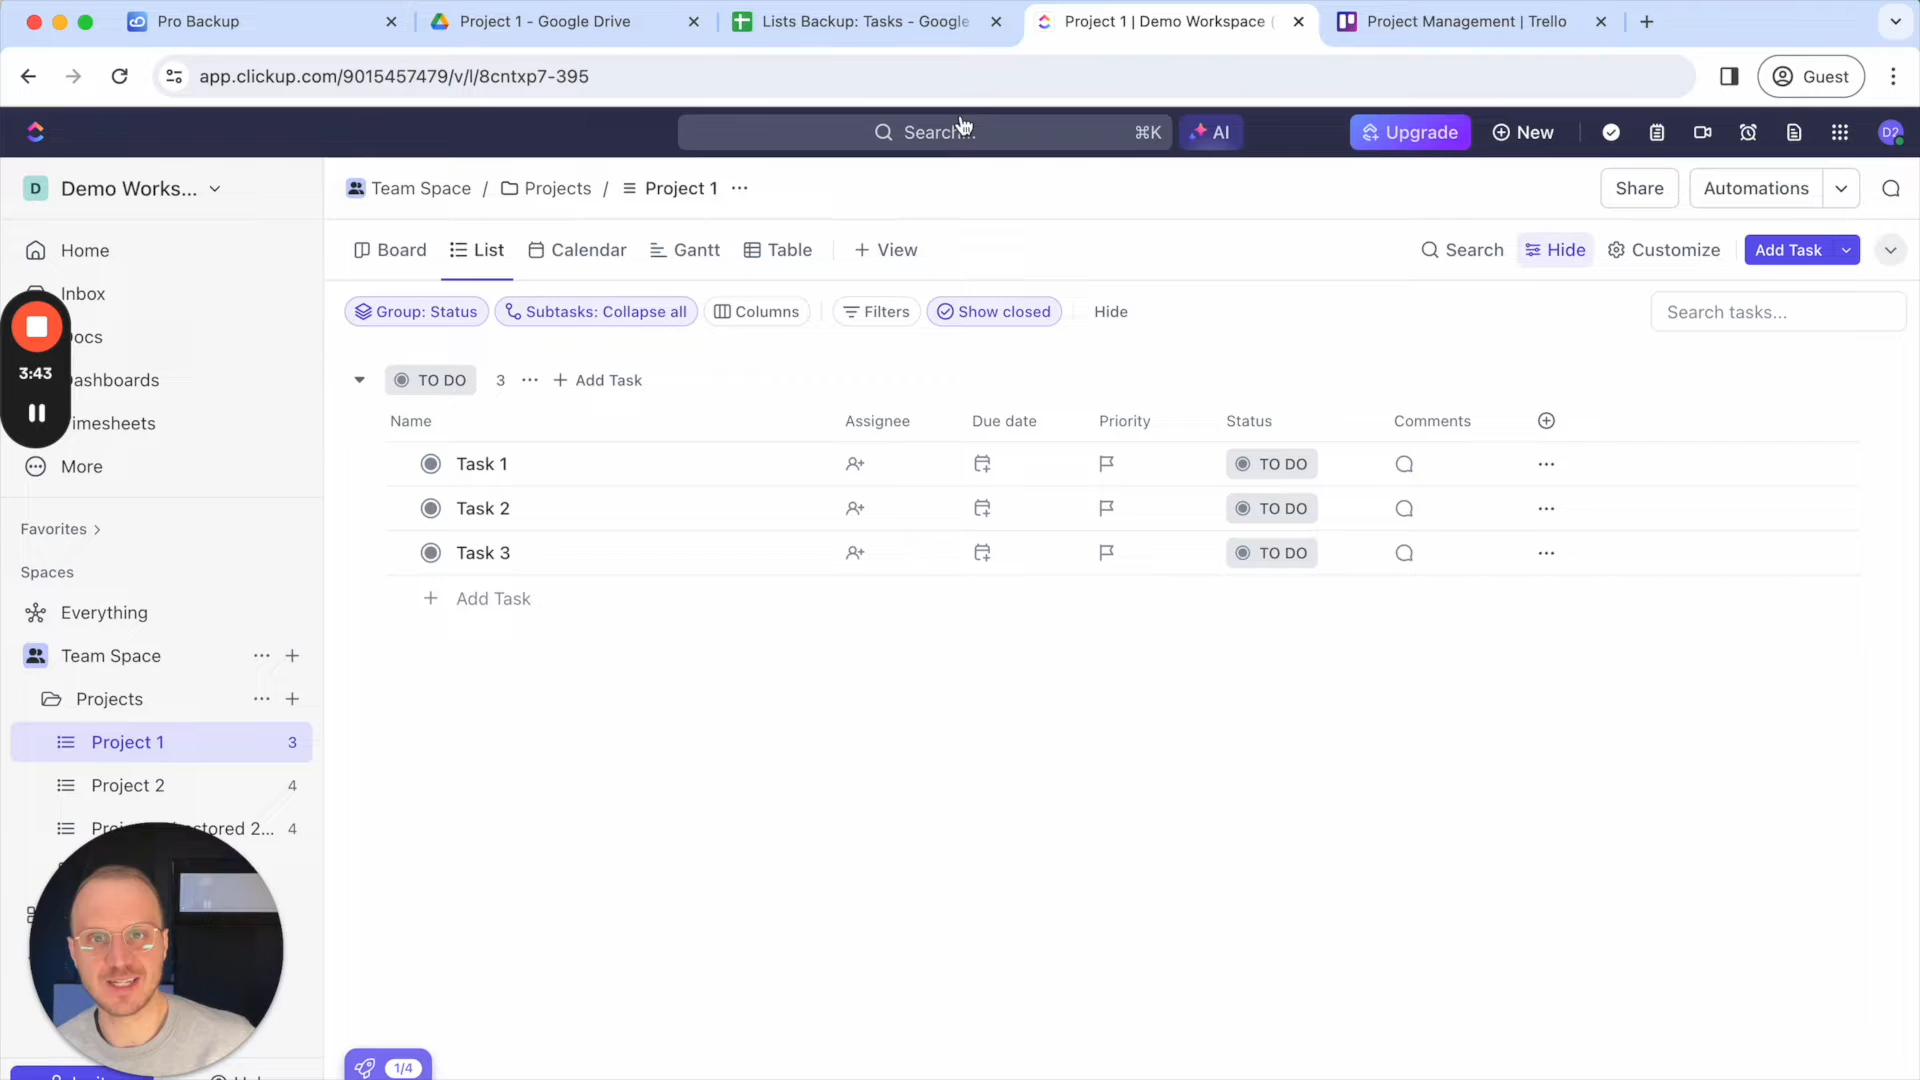 Pro Backup
Project 1 - Google Drive
Lists Backup: Tasks - Google
Project 1 | Demo Workspace (
Project Management | Trello
app.clickup.com/9015457479/v/l/8cntxp7-395
Guest
Search...
⌘K
AI
Upgrade
New
D2
D
Demo Works...
Team Space / Projects / Project 1 ...
Share
Automations
Home
Board
List
Calendar
Gantt
Table
+ View
Search
Hide
Customize
Add Task
Inbox
Group: Status
Subtasks: Collapse all
Columns
Filters
Show closed
Hide
Search tasks...
ocs
3:43
ashboards
TO DO 3 ... + Add Task
imesheets
Name
Assignee
Due date
Priority
Status
Comments
More
Task 1
TO DO
Task 2
TO DO
Favorites
Task 3
TO DO
Spaces
+ Add Task
Everything
Team Space
Projects
Project 1 3
Project 2 4
stored 2... 4
1/4